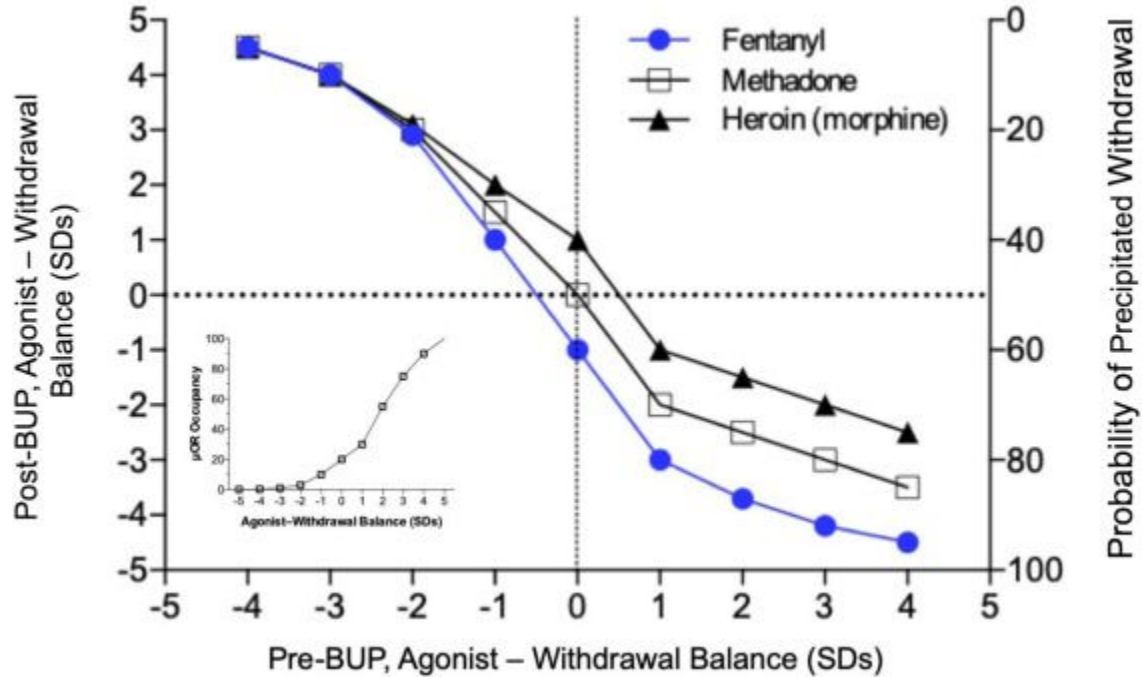 Post-BUP, Agonist – Withdrawal
Balance (SDs)
5
4
3
2
1
0
-1
-2
-3
-4
-5
Fentanyl
Methadone
Heroin (morphine)
0
20
40
60
80
100
Probability of Precipitated Withdrawal
µOR Occupancy
100
80
60
40
20
0
-5 -4 -3 -2 -1 0 1 2 3 4 5
Agonist–Withdrawal Balance (SDs)
-5 -4 -3 -2 -1 0 1 2 3 4 5
Pre-BUP, Agonist – Withdrawal Balance (SDs)